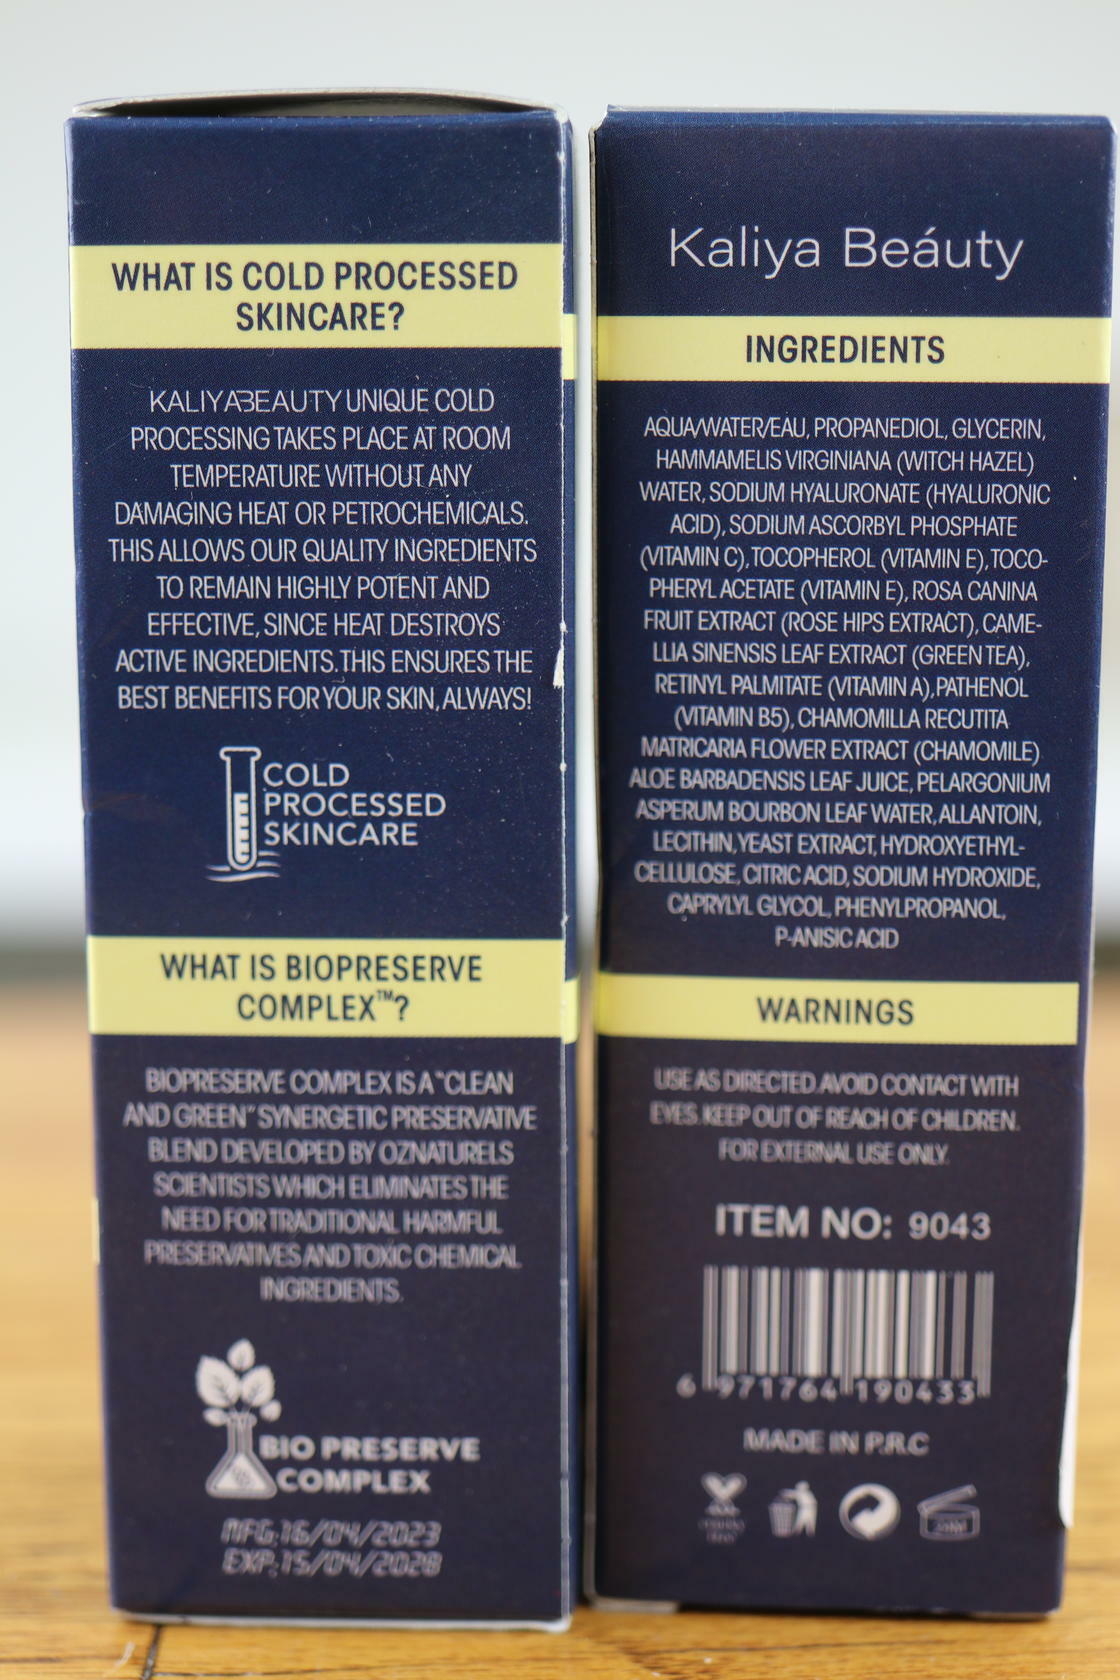 WHAT IS COLD PROCESSED
SKINCARE?
KALIYABEAUTY UNIQUE COLD
PROCESSING TAKES PLACE AT ROOM
TEMPERATURE WITHOUT ANY
DAMAGING HEAT OR PETROCHEMICALS.
THIS ALLOWS OUR QUALITY INGREDIENTS
TO REMAIN HIGHLY POTENT AND
EFFECTIVE, SINCE HEAT DESTROYS
ACTIVE INGREDIENTS.THIS ENSURES THE
BEST BENEFITS FOR YOUR SKIN, ALWAYS!
COLD
PROCESSED
SKINCARE
WHAT IS BIOPRESERVE
COMPLEX™?
BIOPRESERVE COMPLEX IS A "CLEAN
AND GREEN" SYNERGETIC PRESERVATIVE
BLEND DEVELOPED BY OZNATURELS
SCIENTISTS WHICH ELIMINATES THE
NEED FOR TRADITIONAL HARMFUL
PRESERVATIVES AND TOXIC CHEMICAL
INGREDIENTS.
BIO PRESERVE
COMPLEX
MFG:16/04/2023
EXP:15/04/2028
Kaliya Beáuty
INGREDIENTS
AQUA/WATER/EAU, PROPANEDIOL, GLYCERIN,
HAMMAMELIS VIRGINIANA (WITCH HAZEL)
WATER, SODIUM HYALURONATE (HYALURONIC
ACID), SODIUM ASCORBYL PHOSPHATE
(VITAMIN C), TOCOPHEROL (VITAMIN E), TOCO-
PHERYL ACETATE (VITAMIN E), ROSA CANINA
FRUIT EXTRACT (ROSE HIPS EXTRACT), CAME-
LLIA SINENSIS LEAF EXTRACT (GREEN TEA),
RETINYL PALMITATE (VITAMIN A), PATHENOL
(VITAMIN B5), CHAMOMILLA RECUTITA
MATRICARIA FLOWER EXTRACT (CHAMOMILE)
ALOE BARBADENSIS LEAF JUICE, PELARGONIUM
ASPERUM BOURBON LEAF WATER, ALLANTOIN,
LECITHIN, YEAST EXTRACT, HYDROXYETHYL-
CELLULOSE, CITRIC ACID, SODIUM HYDROXIDE,
CAPRYLYL GLYCOL, PHENYLPROPANOL,
P-ANISIC ACID
WARNINGS
USE AS DIRECTED. AVOID CONTACT WITH
EYES. KEEP OUT OF REACH OF CHILDREN.
FOR EXTERNAL USE ONLY.
ITEM NO: 9043
6 971764 190433
MADE IN P.R.C